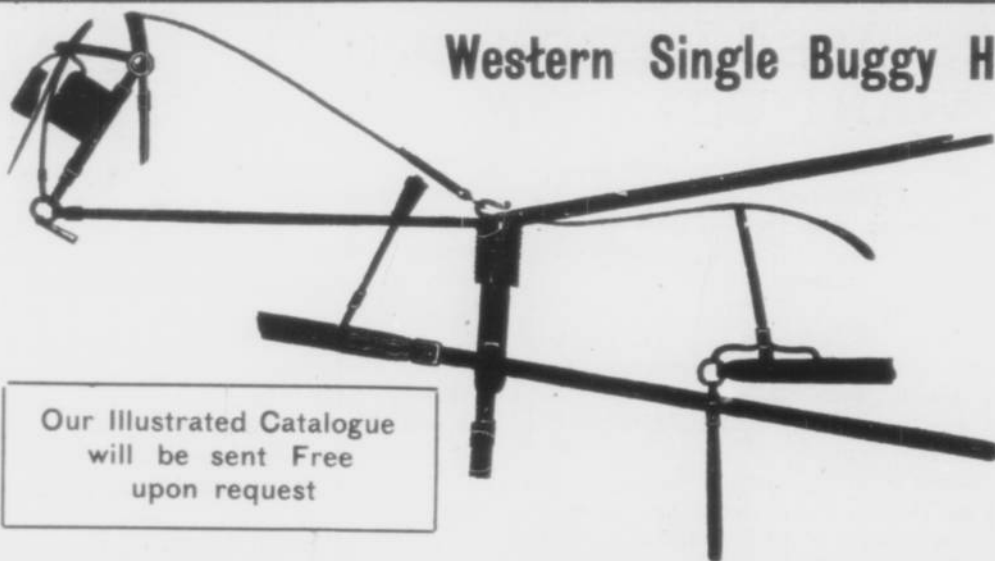 Western Single Buggy H
Our Illustrated Catalogue
will be sent Free
upon request